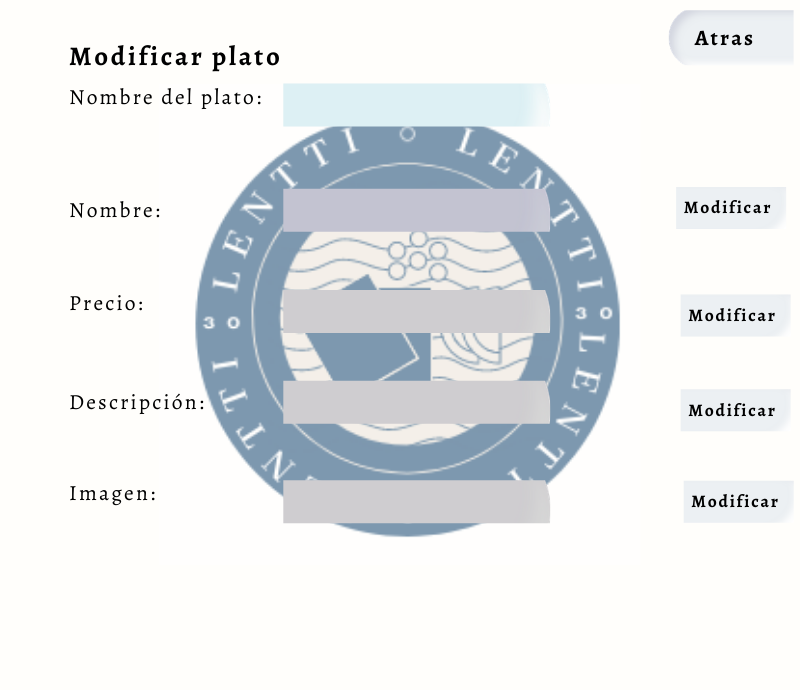 Atras
Modificar plato
Nombre del plato:
LENTTI LENTTI
Nombre:
Modificar
Precio:
Modificar
30
30
LENTTI
Descripción:
Modificar
Imagen:
Modificar